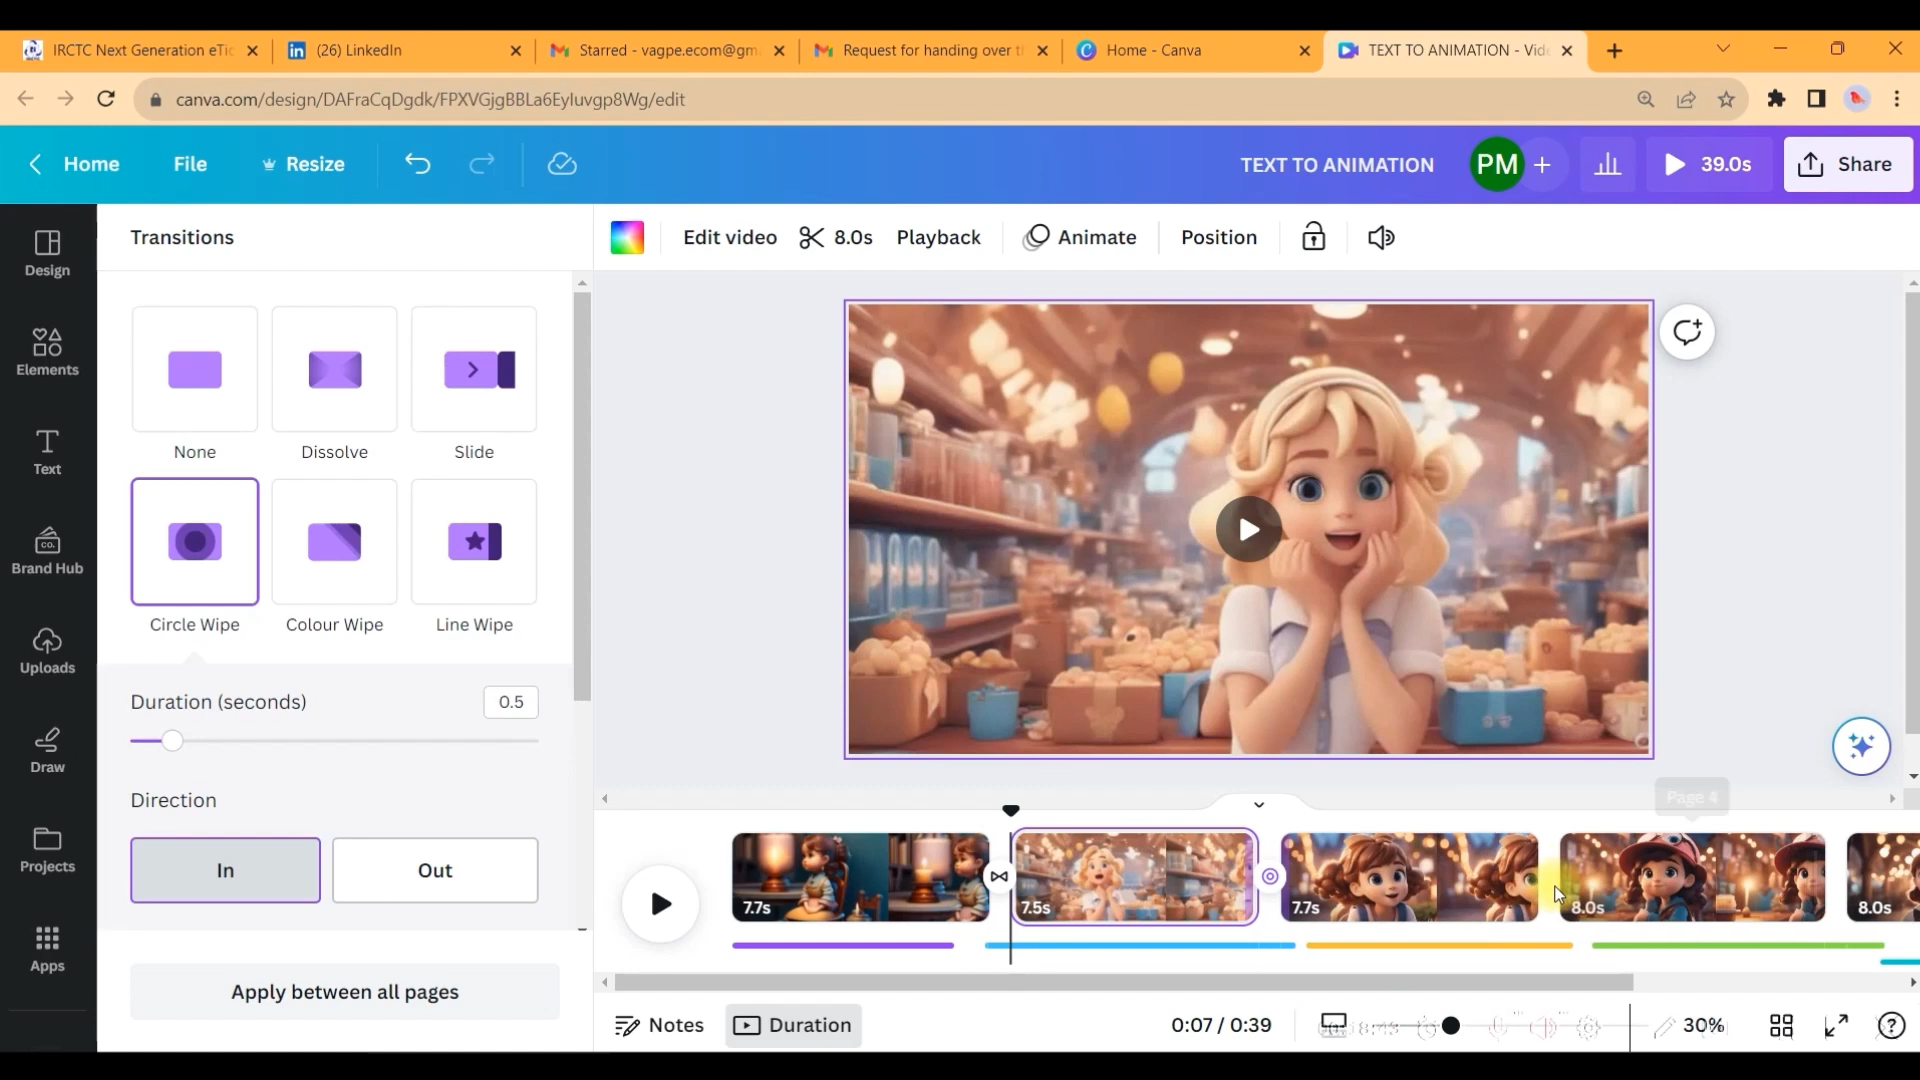 IRCTC Next Generation eTic
(26) LinkedIn
Starred - vagpe.ecom@gm
Request for handing over t
Home - Canva
TEXT TO ANIMATION - Vid
canva.com/design/DAFraCqDgdk/FPXVGjgBBLa6EyIuvgp8Wg/edit
Home
File
Resize
TEXT TO ANIMATION
PM
39.0s
Share
Design
Elements
Text
CO.
Brand Hub
Uploads
Draw
Projects
Apps
Transitions
None
Dissolve
Slide
Circle Wipe
Colour Wipe
Line Wipe
Duration (seconds)
0.5
Direction
In
Out
Apply between all pages
Edit video
8.0s
Playback
Animate
Position
Page 4
7.7s
7.5s
7.7s
8.0s
8.0s
Notes
Duration
0:07 / 0:39
30%